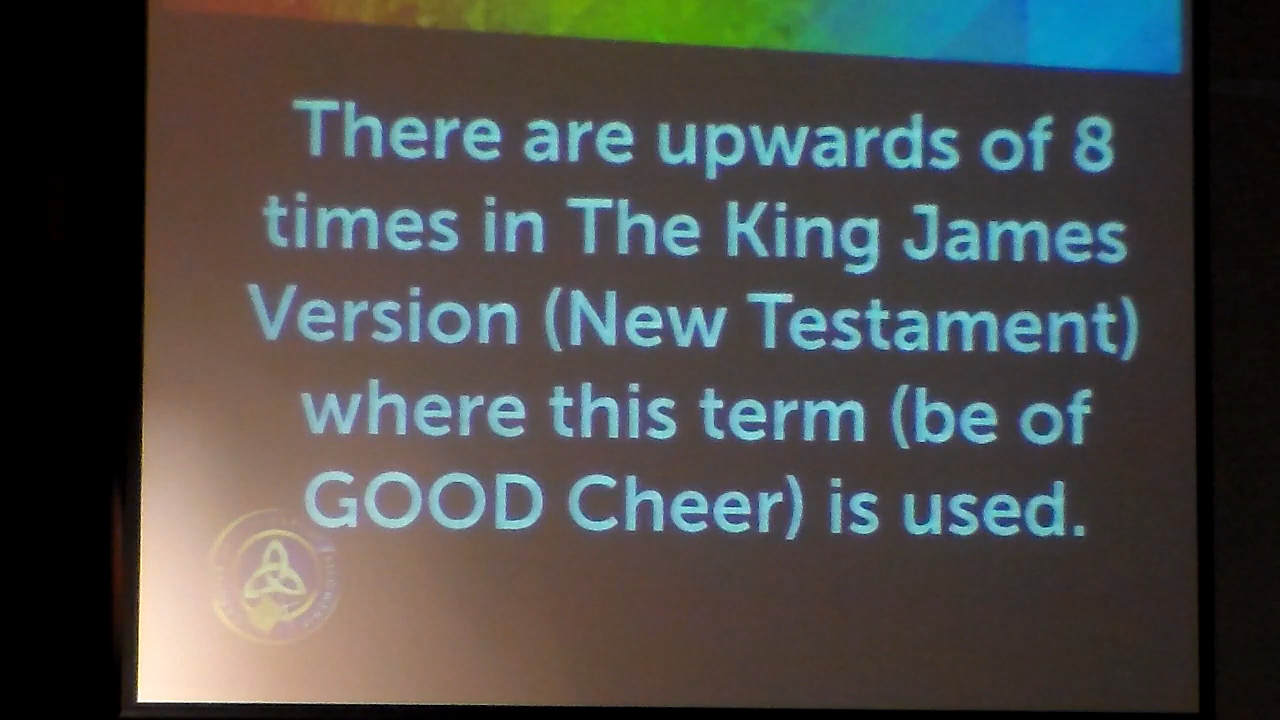 There are upwards of 8
times in The King James
Version (New Testament)
where this term (be of
GOOD Cheer) is used.